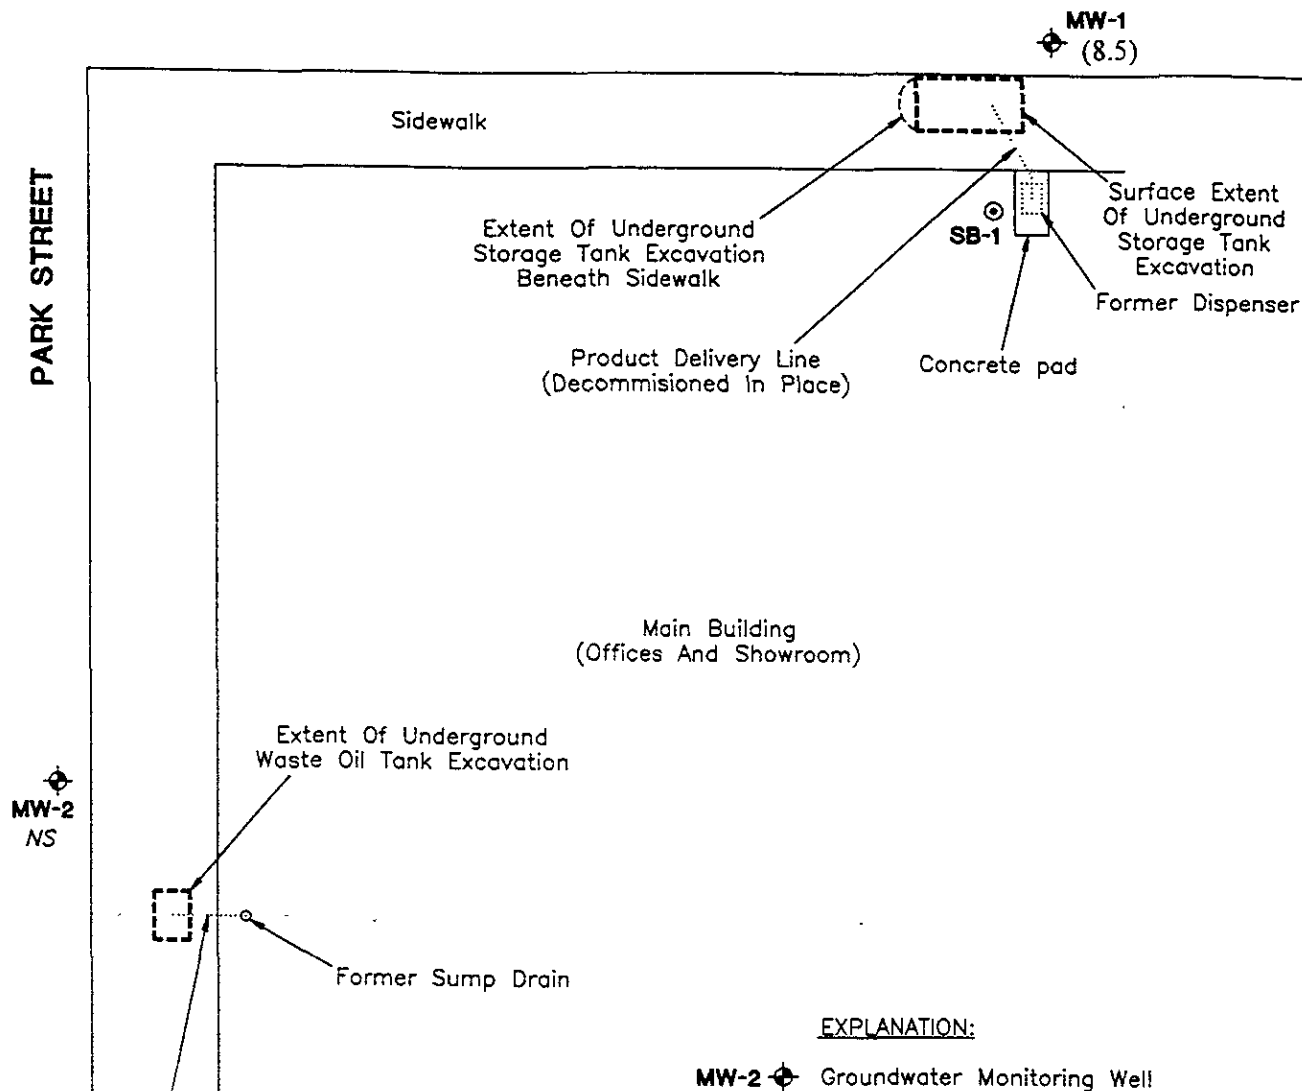 MW-1
(8.5)
Sidewalk
PARK STREET
Extent Of Underground
Storage Tank Excavation
Beneath Sidewalk
SB-1
Surface Extent
Of Underground
Storage Tank
Excavation
Former Dispenser
Product Delivery Line
(Decommisioned In Place)
Concrete pad
Main Building
(Offices And Showroom)
Extent Of Underground
Waste Oil Tank Excavation
MW-2
NS
Former Sump Drain
EXPLANATION:
MW-2 Groundwater Monitoring Well